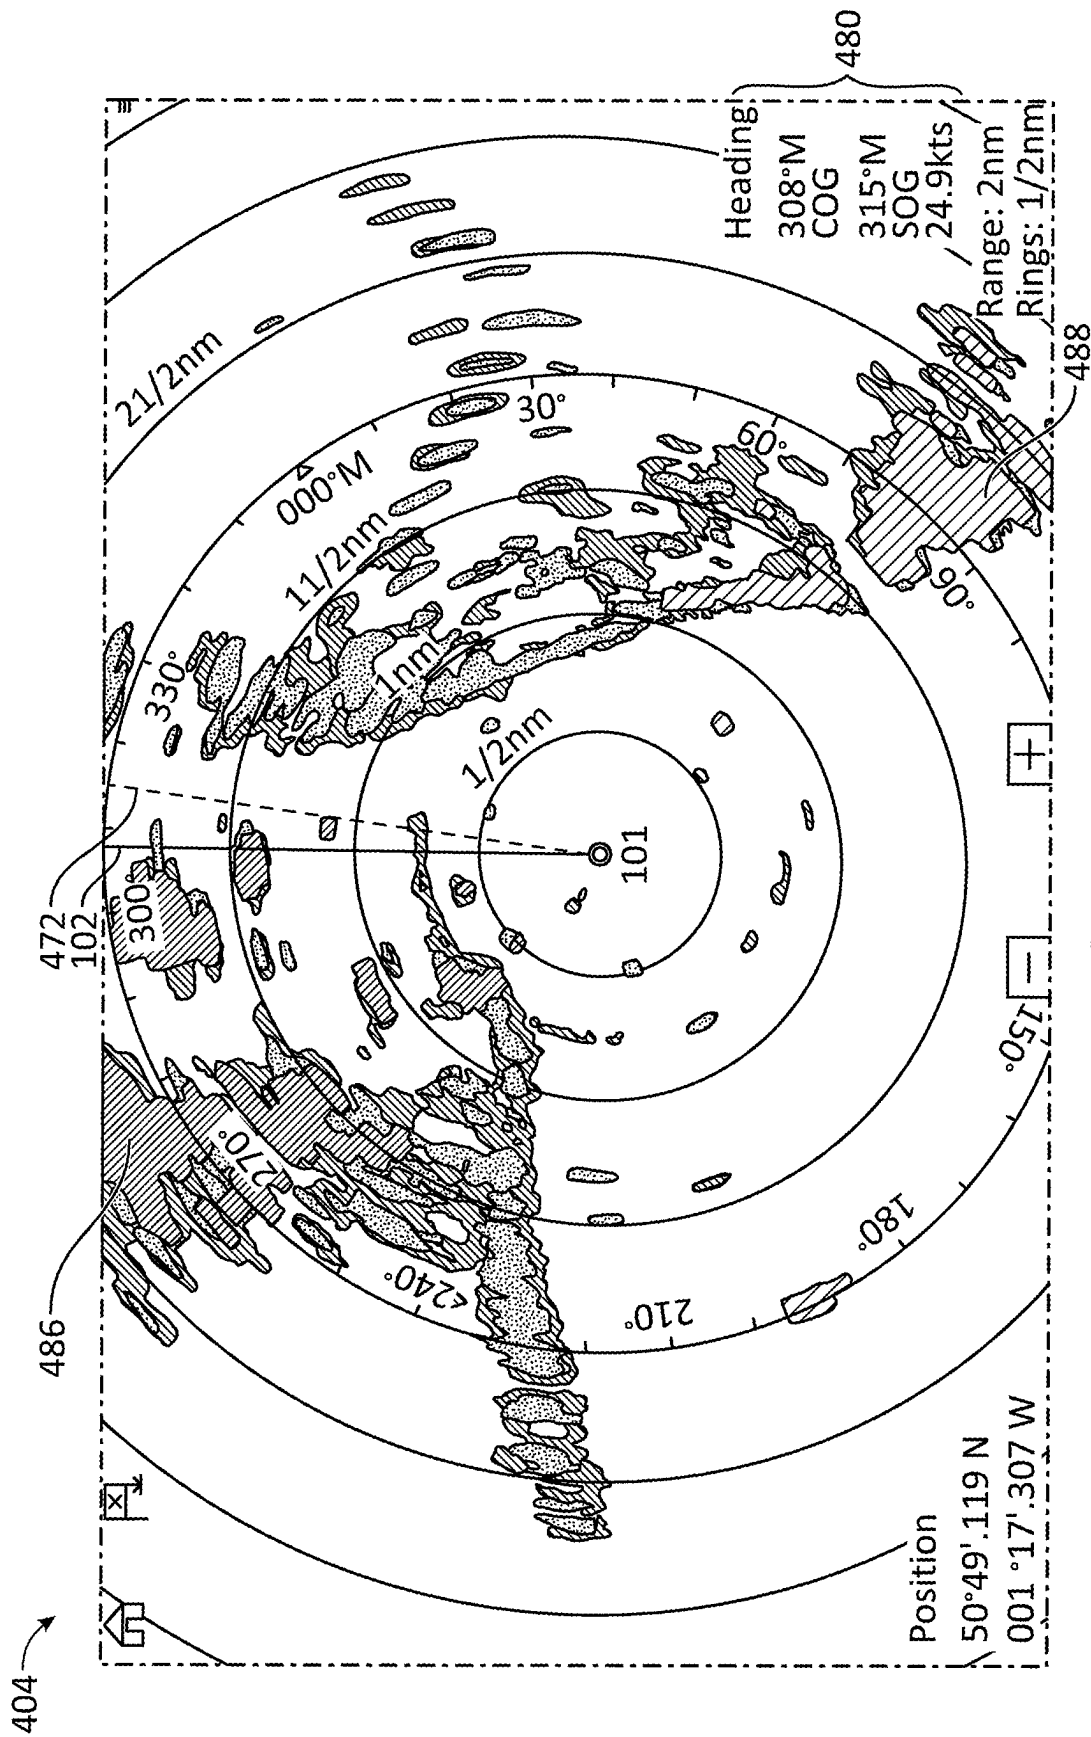 404
486
472
102
480
488
101
21/2nm
11/2nm
1nm
1/2nm
000°M
30°
60°
90°
150°
180°
210°
240°
270°
300
330°
Heading
308°M
COG
315°M
SOG
24.9kts
Range: 2nm
Rings: 1/2nm
Position
50°49'.119 N
001 °17'.307 W
+
−